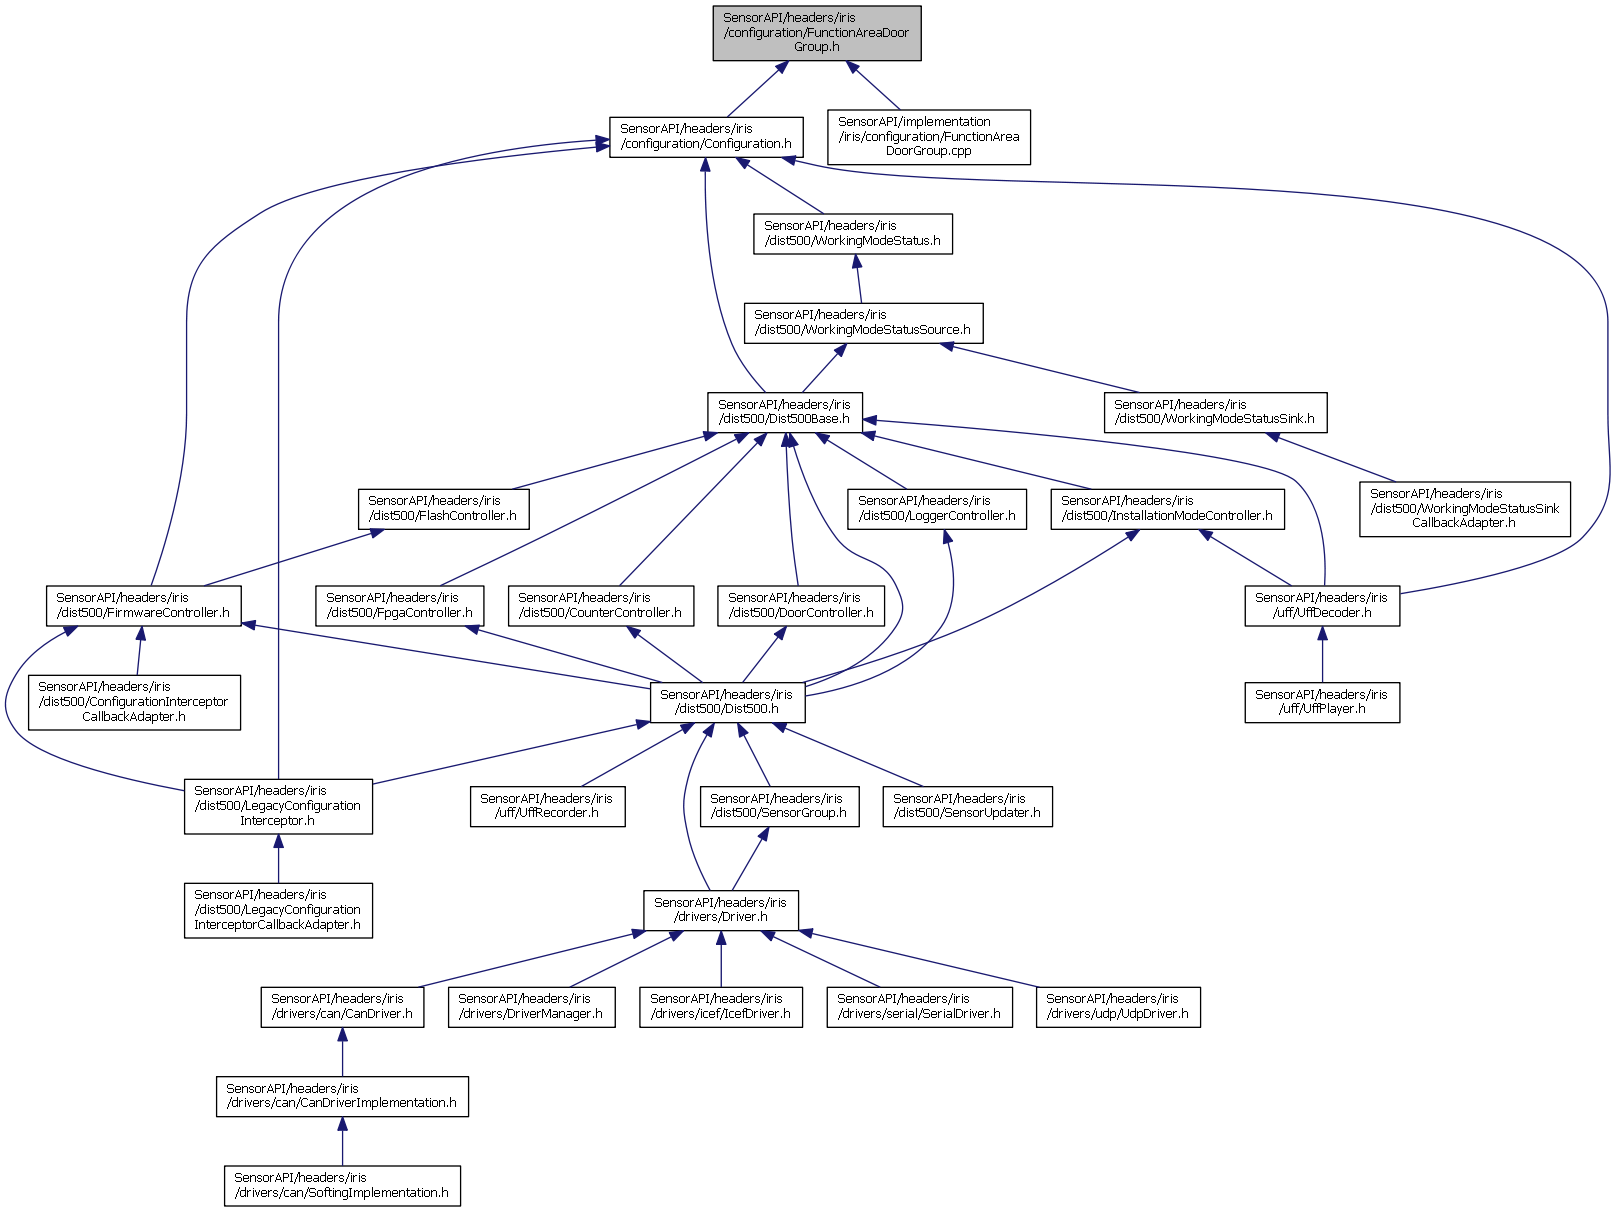 SensorAPI/headers/iris
/configuration/FunctionAreaDoor
Group.h
SensorAPI/headers/iris
/configuration/Configuration.h
SensorAPI/implementation
/iris/configuration/FunctionArea
DoorGroup.cpp
SensorAPI/headers/iris
/dist500/WorkingModeStatus.h
SensorAPI/headers/iris
/dist500/WorkingModeStatusSource.h
SensorAPI/headers/iris
/dist500/Dist500Base.h
SensorAPI/headers/iris
/dist500/WorkingModeStatusSink.h
SensorAPI/headers/iris
/dist500/FlashController.h
SensorAPI/headers/iris
/dist500/LoggerController.h
SensorAPI/headers/iris
/dist500/InstallationModeController.h
SensorAPI/headers/iris
/dist500/WorkingModeStatusSink
CallbackAdapter.h
SensorAPI/headers/iris
/dist500/FirmwareController.h
SensorAPI/headers/iris
/dist500/FpgaController.h
SensorAPI/headers/iris
/dist500/CounterController.h
SensorAPI/headers/iris
/dist500/DoorController.h
SensorAPI/headers/iris
/uff/UffDecoder.h
SensorAPI/headers/iris
/dist500/ConfigurationInterceptor
CallbackAdapter.h
SensorAPI/headers/iris
/dist500/Dist500.h
SensorAPI/headers/iris
/uff/UffPlayer.h
SensorAPI/headers/iris
/dist500/LegacyConfiguration
Interceptor.h
SensorAPI/headers/iris
/uff/UffRecorder.h
SensorAPI/headers/iris
/dist500/SensorGroup.h
SensorAPI/headers/iris
/dist500/SensorUpdater.h
SensorAPI/headers/iris
/dist500/LegacyConfiguration
InterceptorCallbackAdapter.h
SensorAPI/headers/iris
/drivers/Driver.h
SensorAPI/headers/iris
/drivers/can/CanDriver.h
SensorAPI/headers/iris
/drivers/DriverManager.h
SensorAPI/headers/iris
/drivers/icef/IcefDriver.h
SensorAPI/headers/iris
/drivers/serial/SerialDriver.h
SensorAPI/headers/iris
/drivers/udp/UdpDriver.h
SensorAPI/headers/iris
/drivers/can/CanDriverImplementation.h
SensorAPI/headers/iris
/drivers/can/SoftingImplementation.h